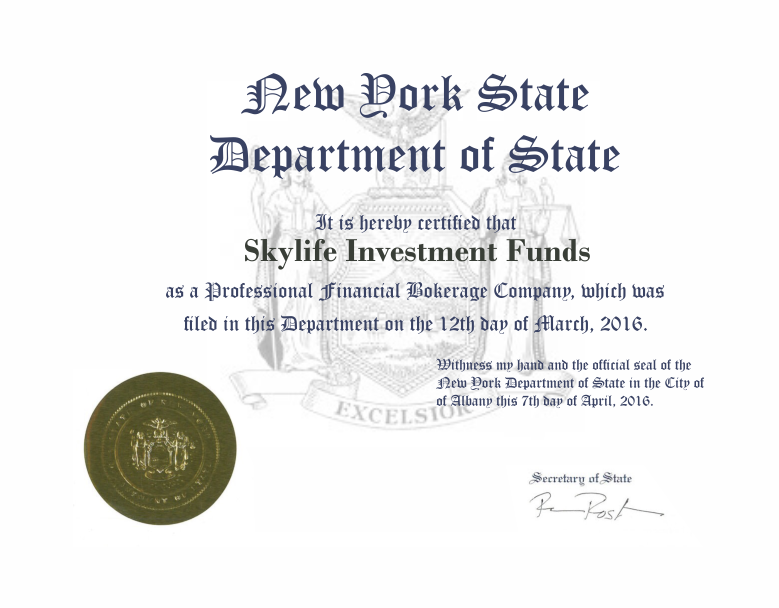 New York State
Department of State
It is hereby certified that
Skylife Investment Funds
as a Professional Financial Bokerage Company, which was
filed in this Department on the 12th day of March, 2016.
Withness my hand and the official seal of the
New York Department of State in the City of
of Albany this 7th day of April, 2016.
EXCELSIOR
Secretary of State